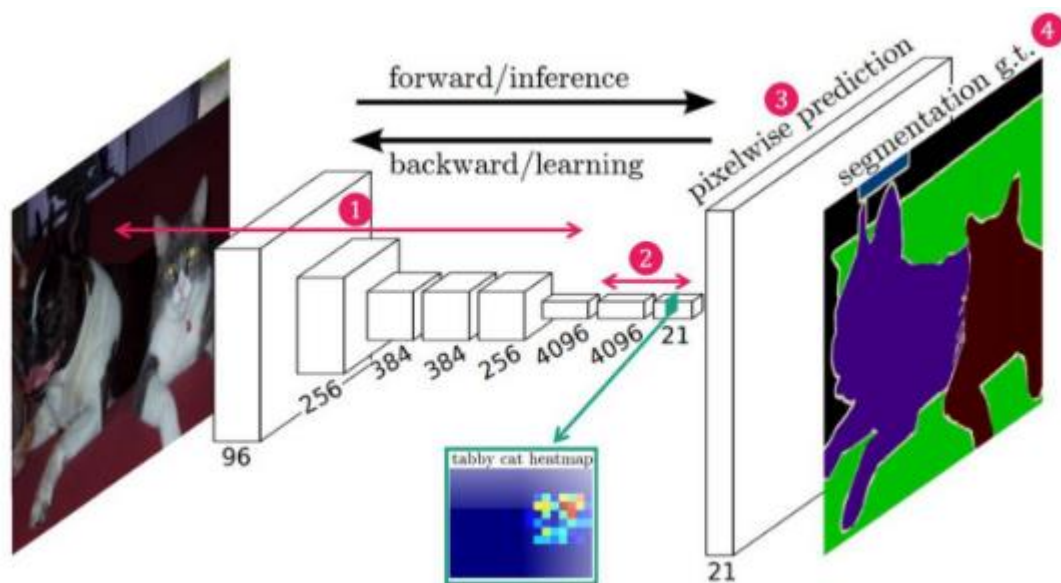 4
forward/inference
3
pixelwise prediction
segmentation g.t.
backward/learning
1
2
256
384
384
256
4096
4096
21
96
tabby cat heatmap
21